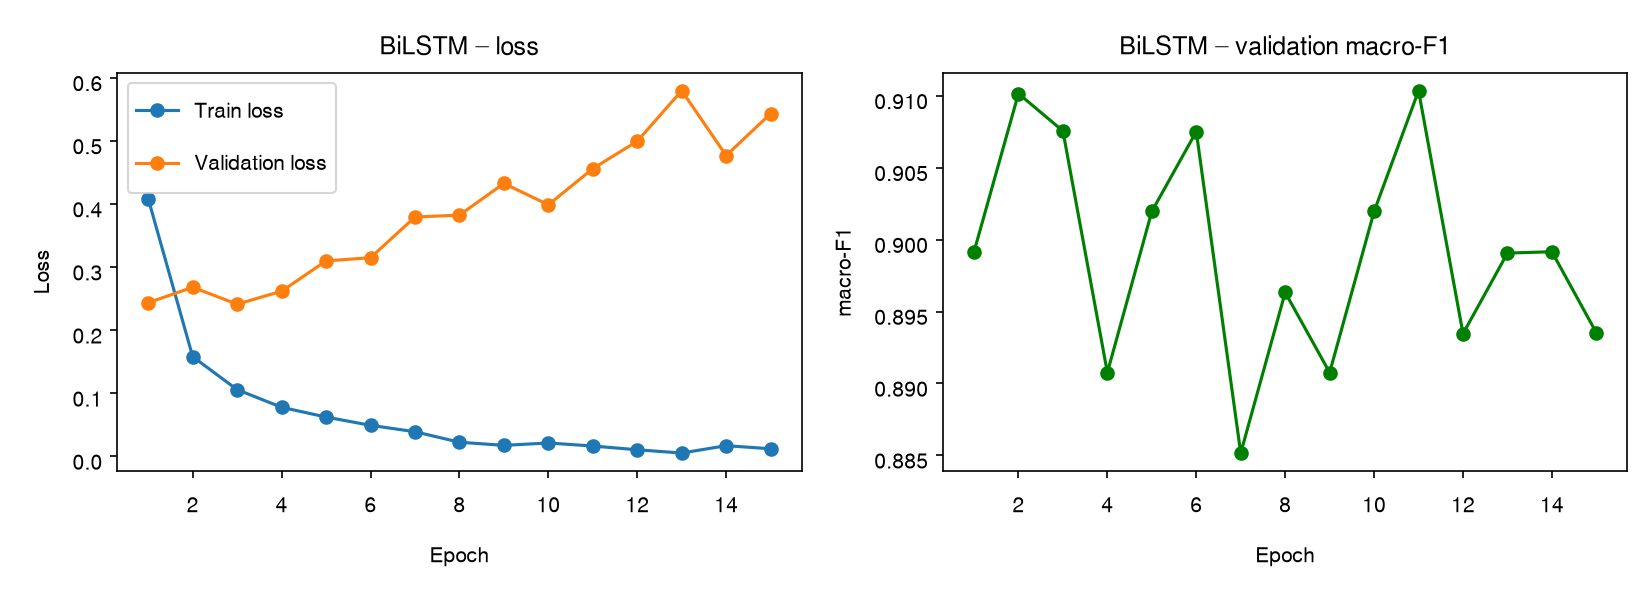 BiLSTM – loss
Train loss
Validation loss
0.6
0.5
0.4
0.3
0.2
0.1
0.0
Loss
2 4 6 8 10 12 14
Epoch
BiLSTM – validation macro-F1
0.910
0.905
0.900
0.895
0.890
0.885
macro-F1
2 4 6 8 10 12 14
Epoch